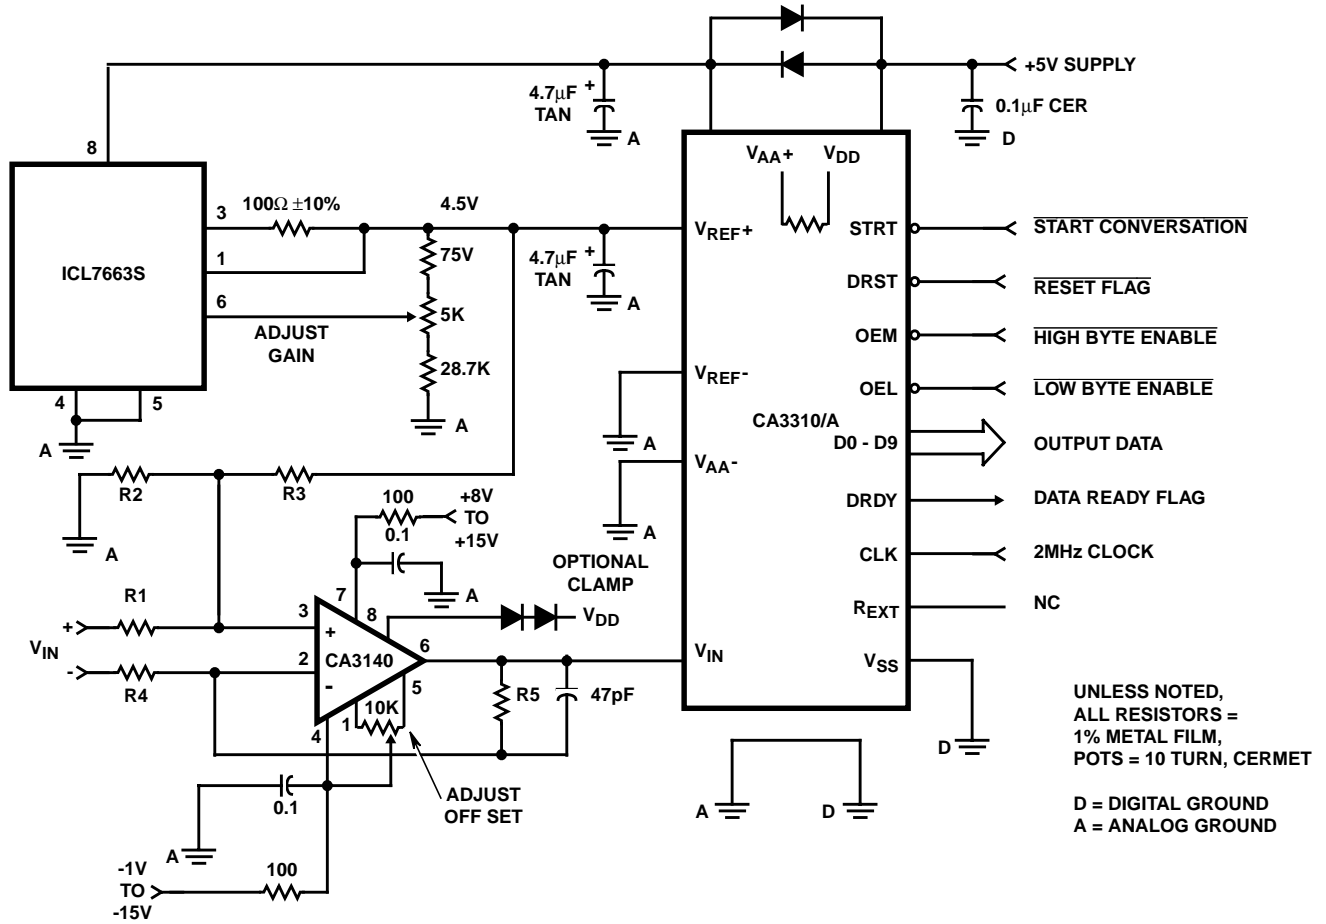 +5V SUPPLY
4.7μF
TAN
+
A
0.1μF CER
D
8
VAA+
VDD
3
100Ω ±10%
4.5V
VREF+
STRT
START CONVERSATION
75V
4.7μF
TAN
+
A
1
ICL7663S
DRST
RESET FLAG
6
ADJUST
GAIN
5K
OEM
HIGH BYTE ENABLE
28.7K
VREF-
OEL
LOW BYTE ENABLE
4
5
A
A
A
CA3310/A
D0 - D9
OUTPUT DATA
VAA-
R2
R3
A
100
+8V
TO
+15V
A
DRDY
DATA READY FLAG
0.1
A
OPTIONAL
CLAMP
CLK
2MHz CLOCK
7
8
VDD
REXT
NC
R1
3
+
+
VIN
-
R4
2
-
CA3140
6
VIN
VSS
5
R5
47pF
1
10K
4
D
UNLESS NOTED,
ALL RESISTORS =
1% METAL FILM,
POTS = 10 TURN, CERMET
0.1
ADJUST
OFF SET
A
D
D = DIGITAL GROUND
A = ANALOG GROUND
A
-1V
TO
-15V
100